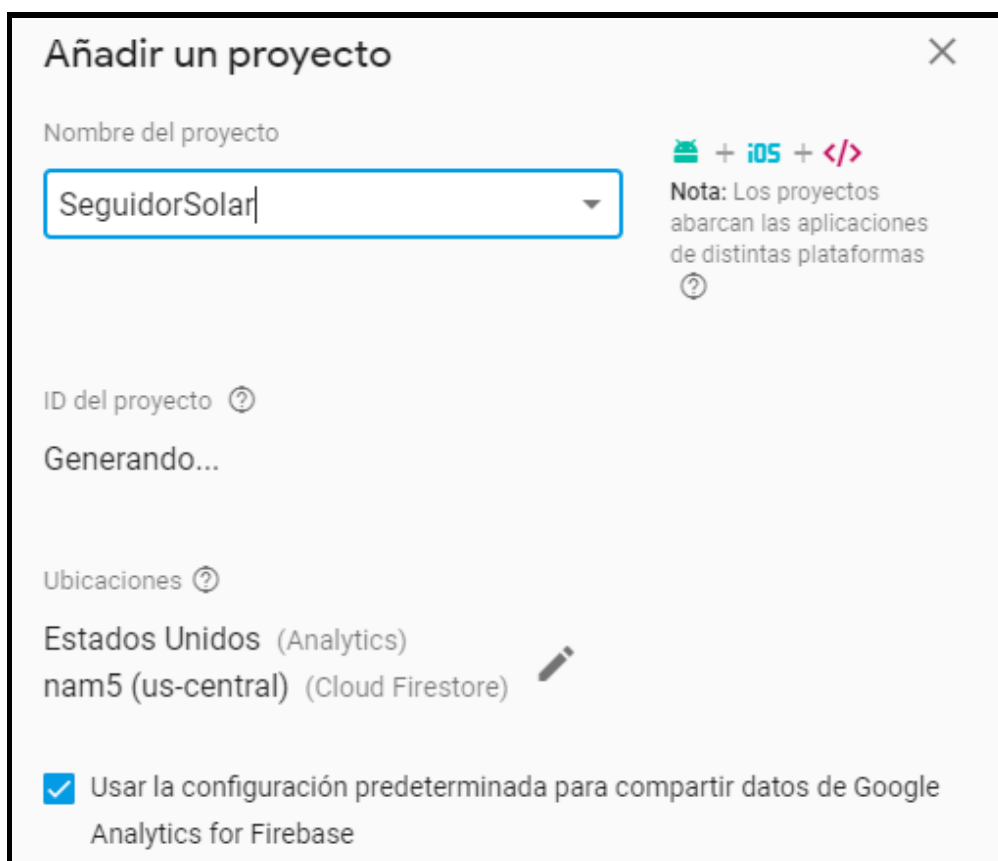 Añadir un proyecto
Nombre del proyecto
SeguidorSolar
+ iOS + </>
Nota: Los proyectos
abarcan las aplicaciones
de distintas plataformas
ID del proyecto
Generando...
Ubicaciones
Estados Unidos (Analytics)
nam5 (us-central) (Cloud Firestore)
Usar la configuración predeterminada para compartir datos de Google
Analytics for Firebase